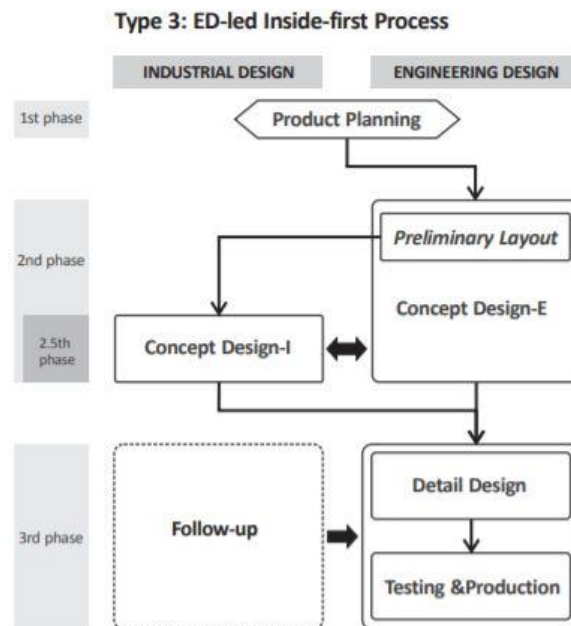 Type 3: ED-led Inside-first Process
INDUSTRIAL DESIGN
ENGINEERING DESIGN
1st phase
Product Planning
Preliminary Layout
2nd phase
Concept Design-E
2.5th
phase
Concept Design-I
Detail Design
3rd phase
Follow-up
Testing &Production